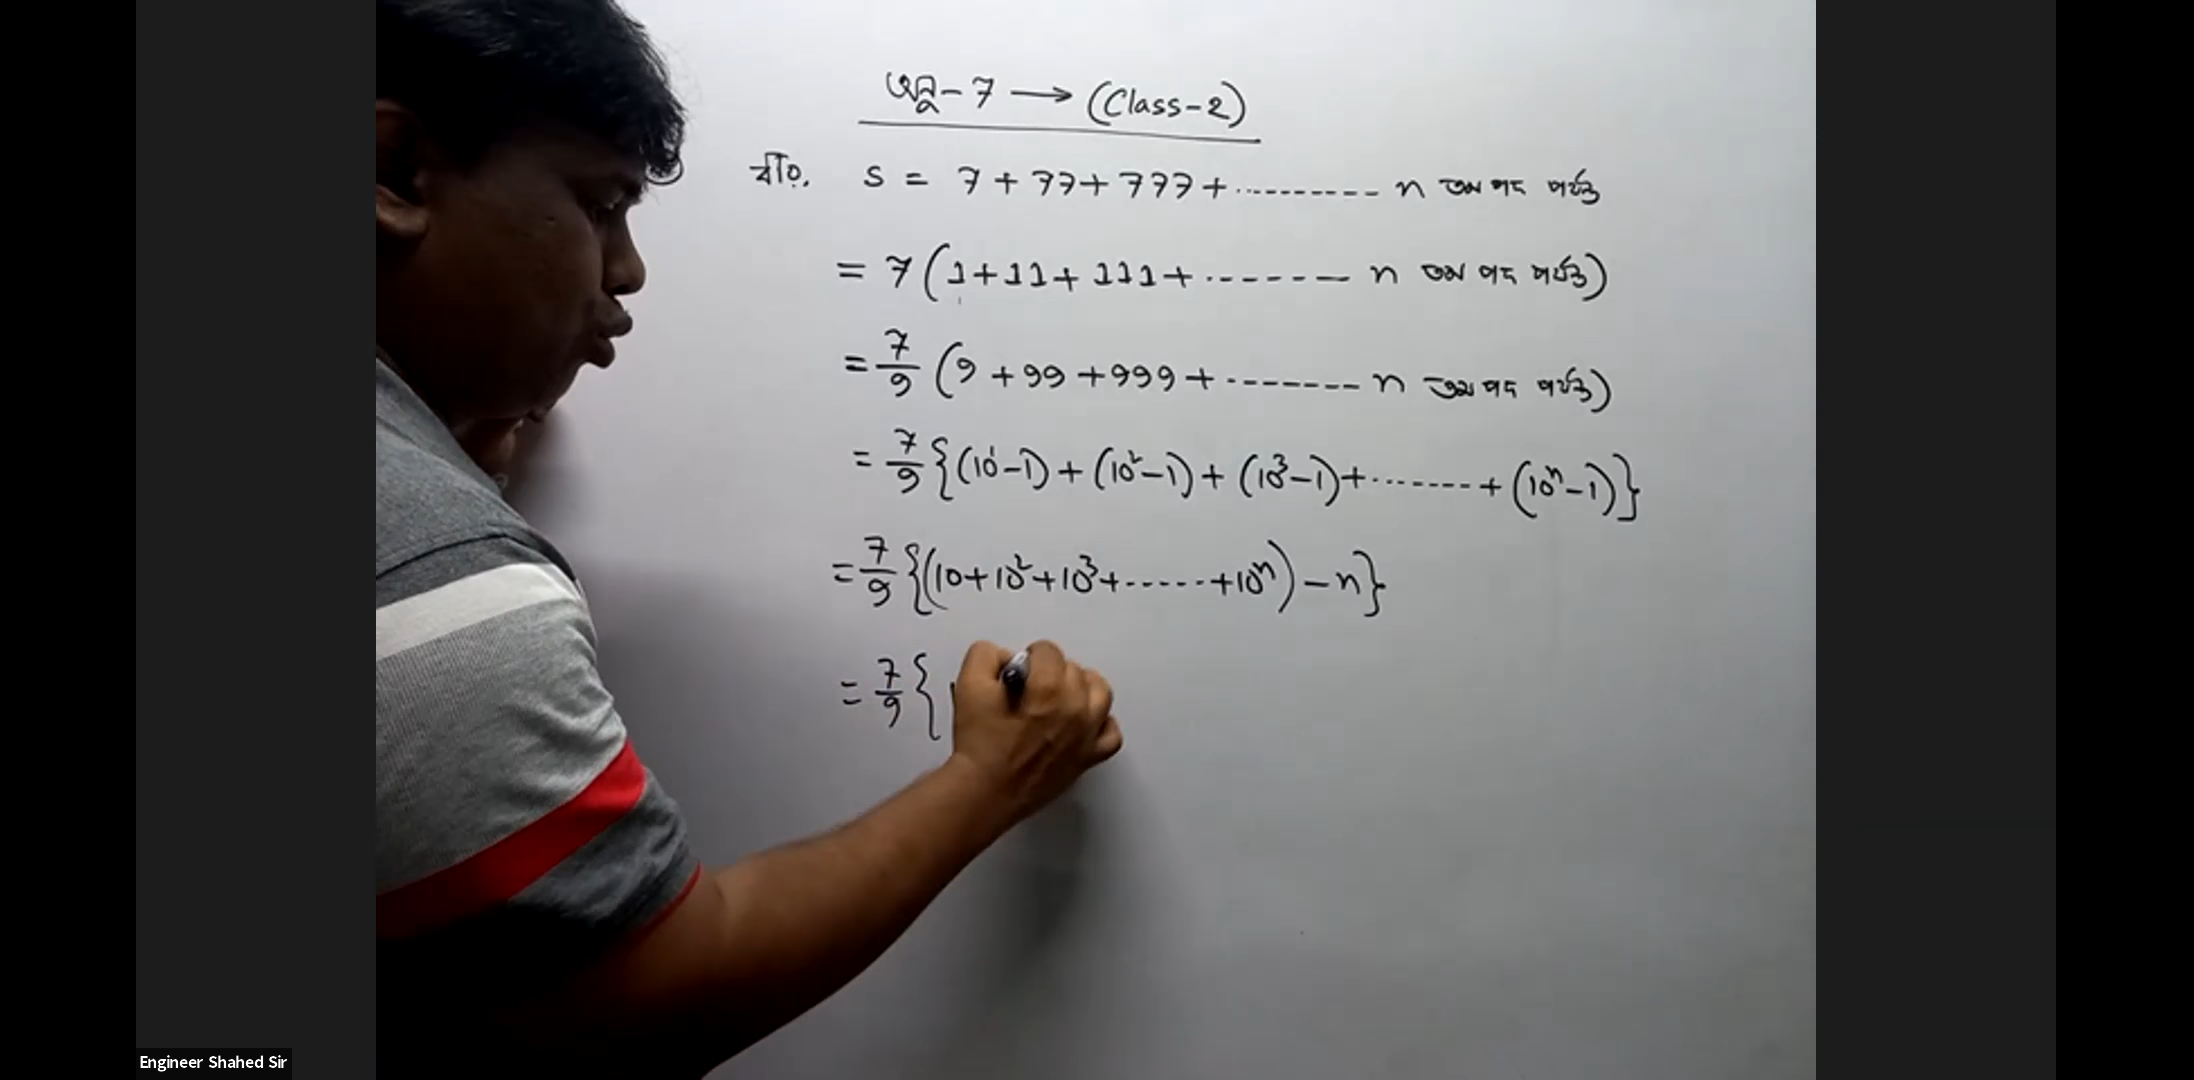 অনু-7 → (Class-2)
ধরি, S = 7 + 77 + 777 + .......... n তম পদ পর্যন্ত
= 7 (1 + 11 + 111 + ------- n তম পদ পর্যন্ত)
= 7/9 (9 + 99 + 999 + -------- n তম পদ পর্যন্ত)
= 7/9 {(10¹-1) + (10²-1) + (10³-1) + ........ + (10ⁿ-1)}
= 7/9 {(10+10²+10³+ ------ +10ⁿ) - n}
= 7/9 {
Engineer Shahed Sir